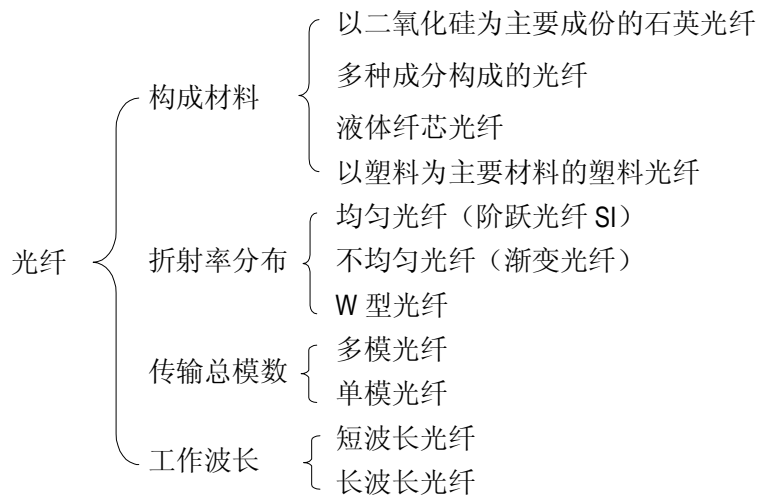 光纤
构成材料
以二氧化硅为主要成份的石英光纤
多种成分构成的光纤
液体纤芯光纤
以塑料为主要材料的塑料光纤
折射率分布
均匀光纤（阶跃光纤 SI）
不均匀光纤（渐变光纤）
W 型光纤
传输总模数
多模光纤
单模光纤
工作波长
短波长光纤
长波长光纤